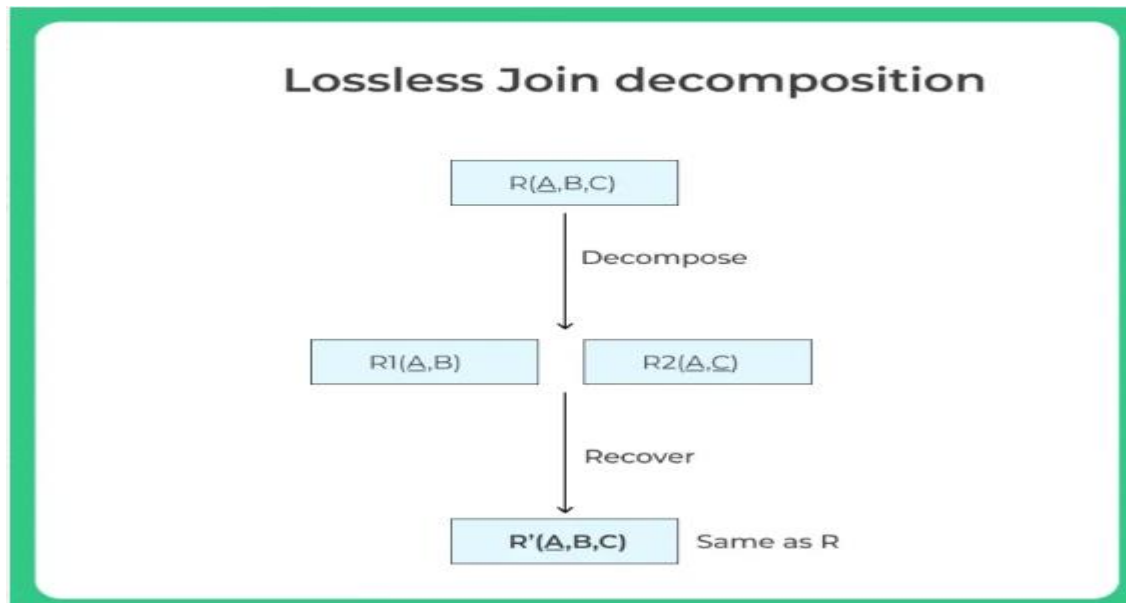 Lossless Join decomposition
R(A,B,C)
Decompose
R1(A,B)
R2(A,C)
Recover
R’(A,B,C)
Same as R